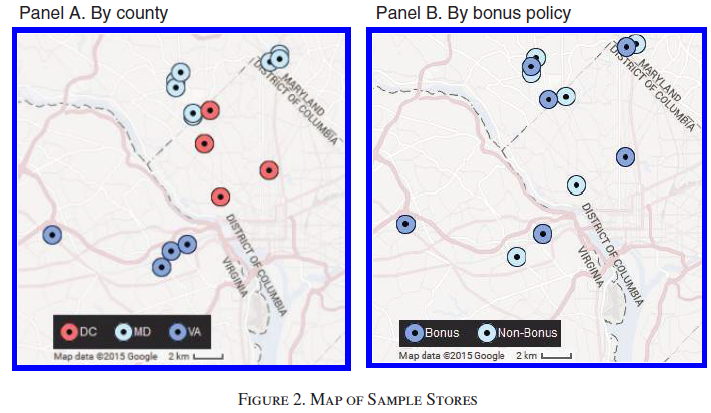 Panel A. By county
Panel B. By bonus policy
MARYLAND
DISTRICT OF COLUMBIA
DISTRICT OF COLUMBIA
VIRGINIA
DC MD VA
Map data ©2015 Google 2 km
MARYLAND
DISTRICT OF COLUMBIA
DISTRICT OF COLUMBIA
VIRGINIA
Bonus Non-Bonus
Map data ©2015 Google 2 km
FIGURE 2. MAP OF SAMPLE STORES